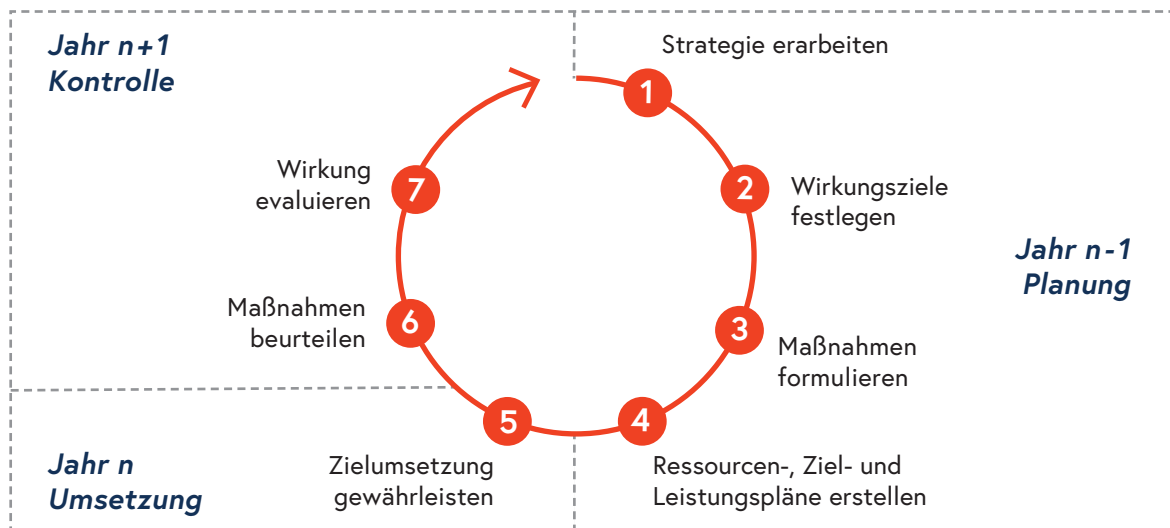 Jahr n+1
Kontrolle
Strategie erarbeiten
1
2
Wirkungsziele
festlegen
Jahr n-1
Planung
3
Maßnahmen
formulieren
4
Ressourcen-, Ziel- und
Leistungspläne erstellen
5
Zielumsetzung
gewährleisten
Jahr n
Umsetzung
6
Maßnahmen
beurteilen
7
Wirkung
evaluieren